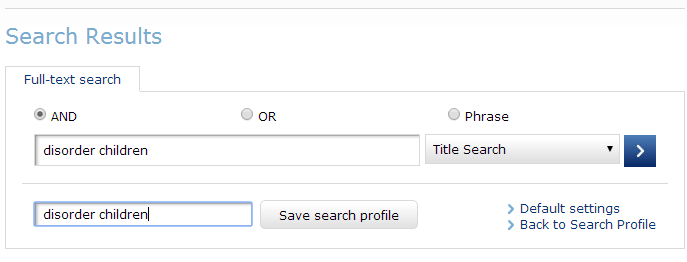 Search Results
Full-text search
AND OR Phrase
disorder children Title Search
disorder children Save search profile Default settings
Back to Search Profile